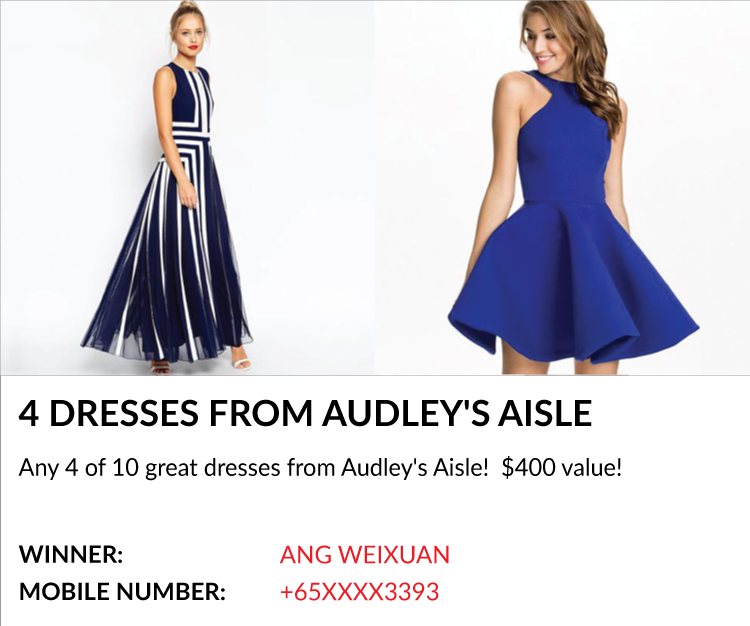 4 DRESSES FROM AUDLEY'S AISLE
Any 4 of 10 great dresses from Audley's Aisle!  $400 value!
WINNER: ANG WEIXUAN
MOBILE NUMBER: +65XXXX3393